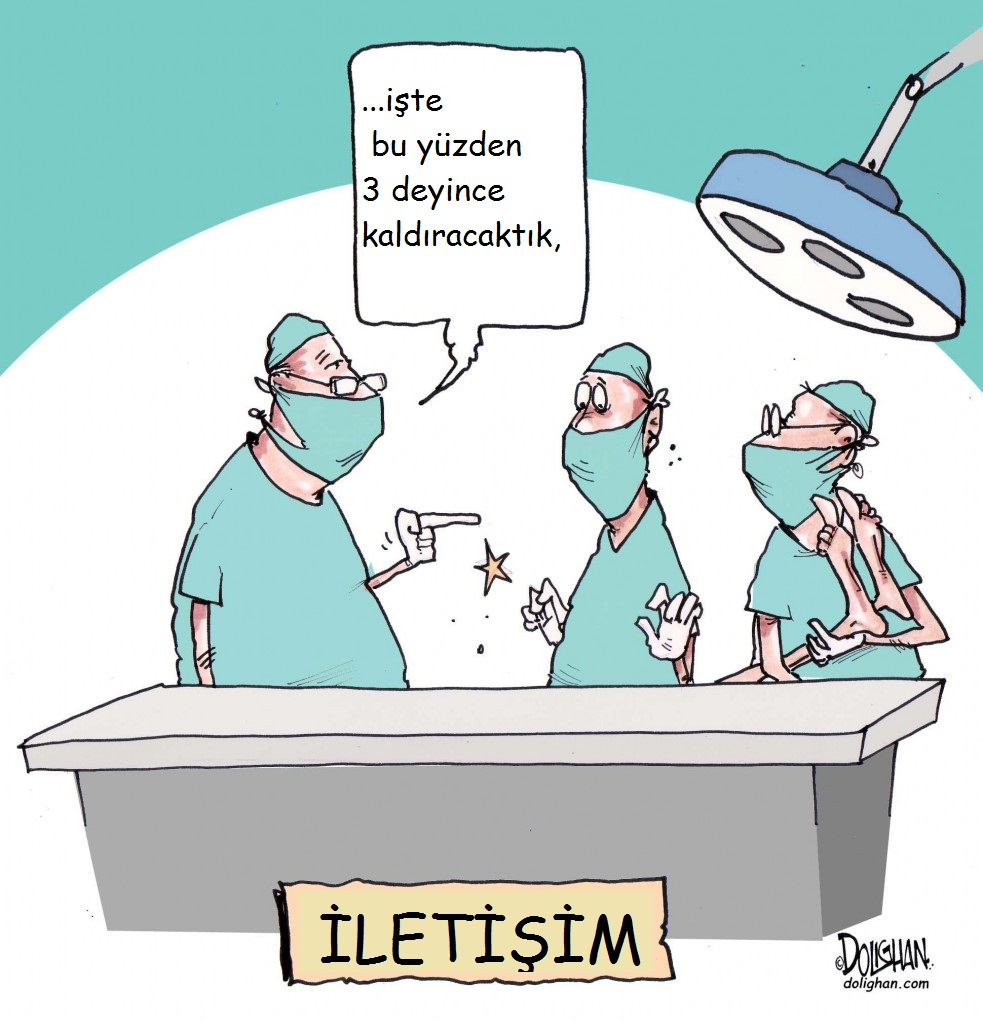 ...işte
bu yüzden
3 deyince
kaldıracaktık,
İLETİŞİM
©DOLIGHAN.
dolighan.com